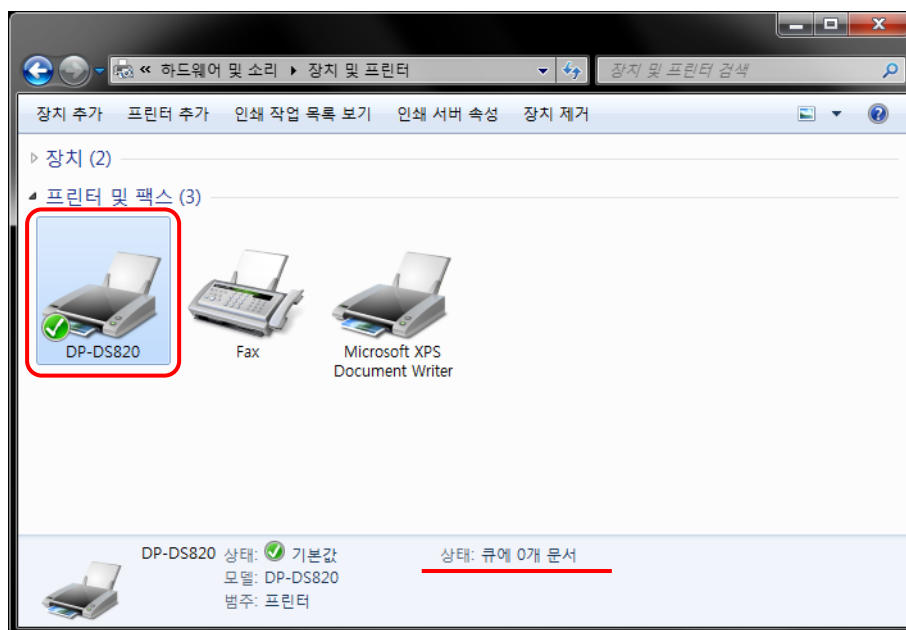 « 하드웨어 및 소리 ▸ 장치 및 프린터
장치 및 프린터 검색
장치 추가 프린터 추가 인쇄 작업 목록 보기 인쇄 서버 속성 장치 제거
장치 (2)
프린터 및 팩스 (3)
DP-DS820
Fax
Microsoft XPS
Document Writer
DP-DS820 상태: 기본값 상태: 큐에 0개 문서
모델: DP-DS820
범주: 프린터